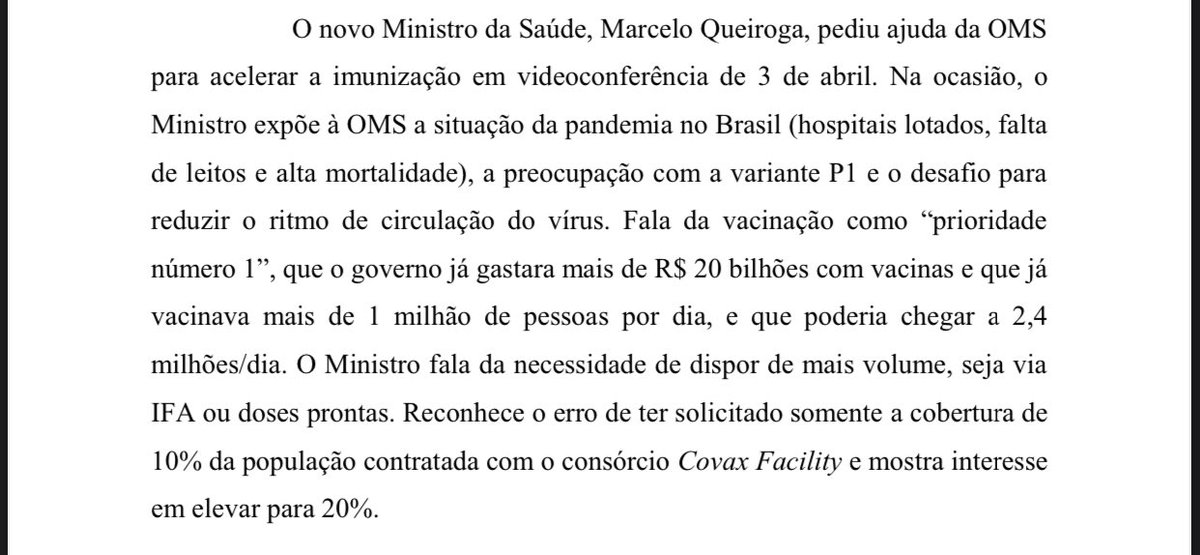 O novo Ministro da Saúde, Marcelo Queiroga, pediu ajuda da OMS
para acelerar a imunização em videoconferência de 3 de abril. Na ocasião, o
Ministro expõe à OMS a situação da pandemia no Brasil (hospitais lotados, falta
de leitos e alta mortalidade), a preocupação com a variante P1 e o desafio para
reduzir o ritmo de circulação do vírus. Fala da vacinação como “prioridade
número 1”, que o governo já gastara mais de R$ 20 bilhões com vacinas e que já
vacinava mais de 1 milhão de pessoas por dia, e que poderia chegar a 2,4
milhões/dia. O Ministro fala da necessidade de dispor de mais volume, seja via
IFA ou doses prontas. Reconhece o erro de ter solicitado somente a cobertura de
10% da população contratada com o consórcio Covax Facility e mostra interesse
em elevar para 20%.